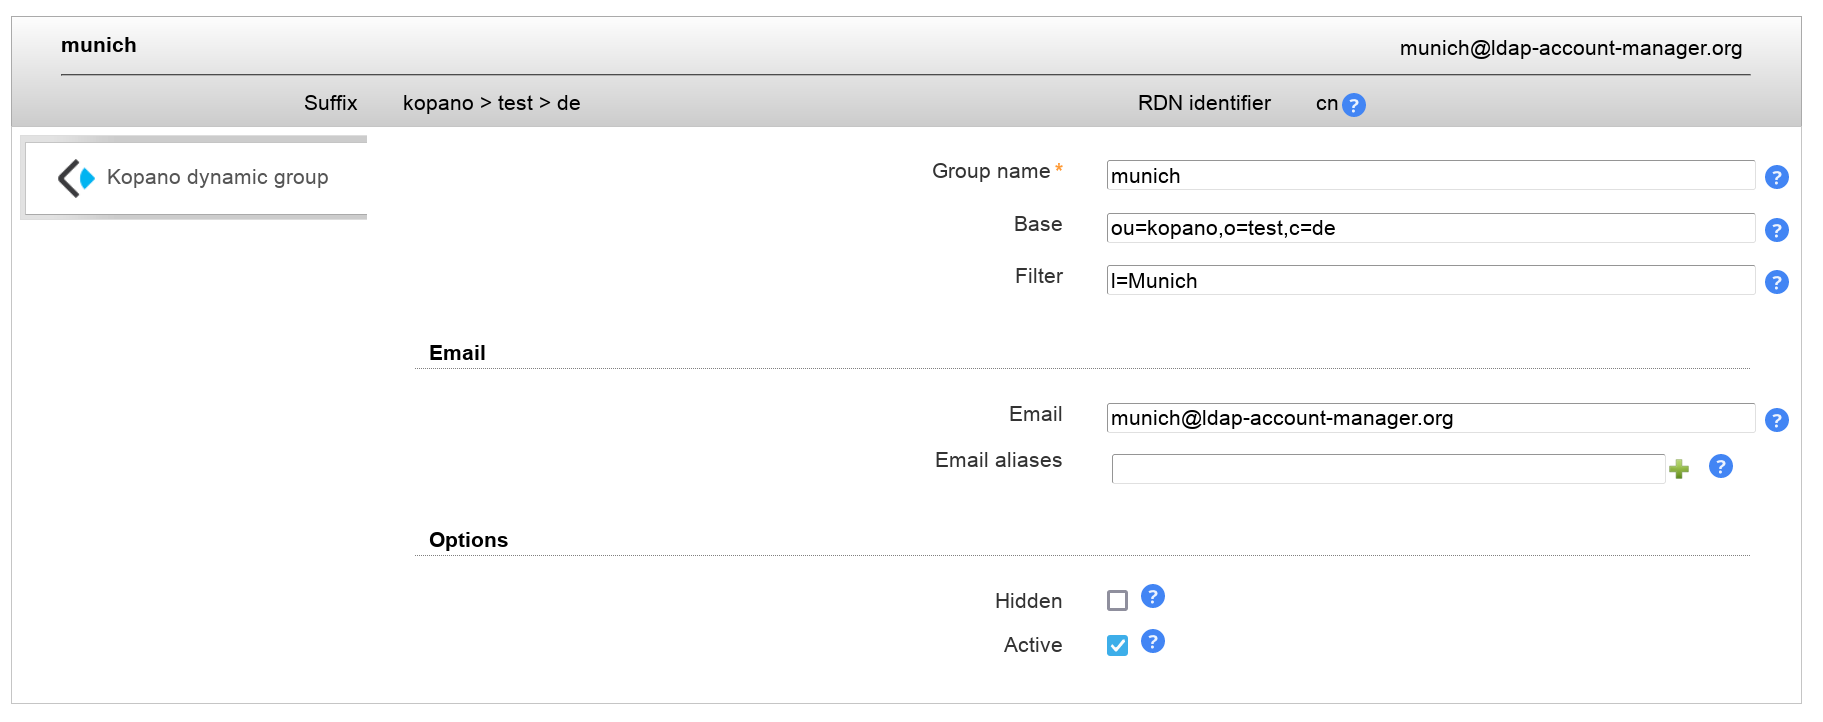 munich
munich@ldap-account-manager.org
Suffix kopano > test > de RDN identifier cn ?
Kopano dynamic group
Group name * munich ?
Base ou=kopano,o=test,c=de ?
Filter l=Munich ?
Email
Email munich@ldap-account-manager.org ?
Email aliases ?
Options
Hidden ?
Active ?